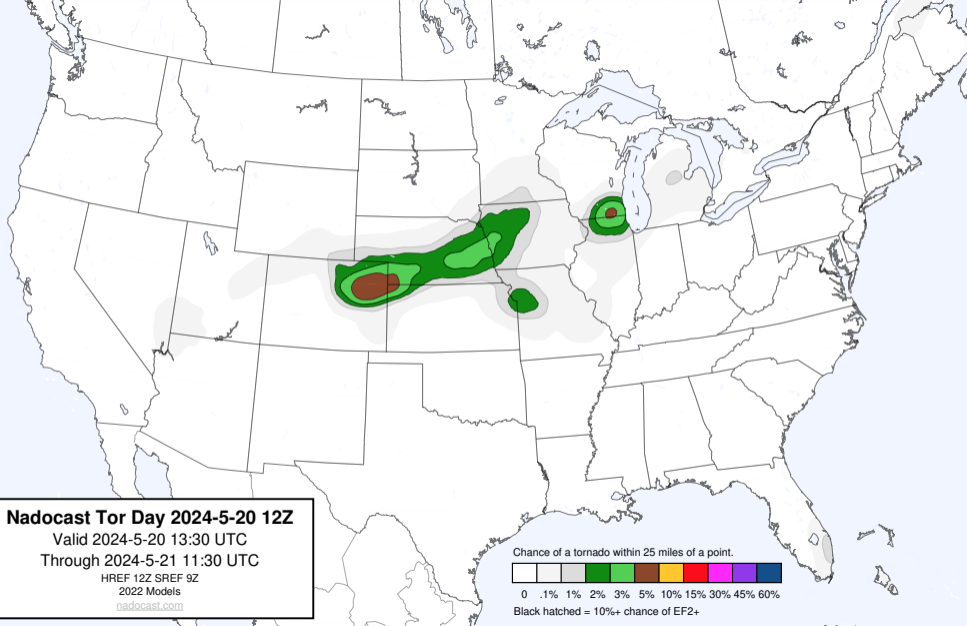 Nadocast Tor Day 2024-5-20 12Z
Valid 2024-5-20 13:30 UTC
Through 2024-5-21 11:30 UTC
HREF 12Z SREF 9Z
2022 Models
nadocast.com
Chance of a tornado within 25 miles of a point.
0 .1% 1% 2% 3% 5% 10% 15% 30% 45% 60%
Black hatched = 10%+ chance of EF2+